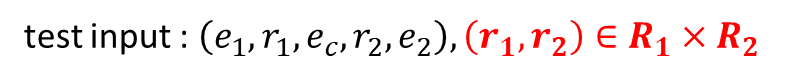 test input : (e₁, r₁, e꜀, r₂, e₂), (r₁, r₂) ∈ R₁ × R₂